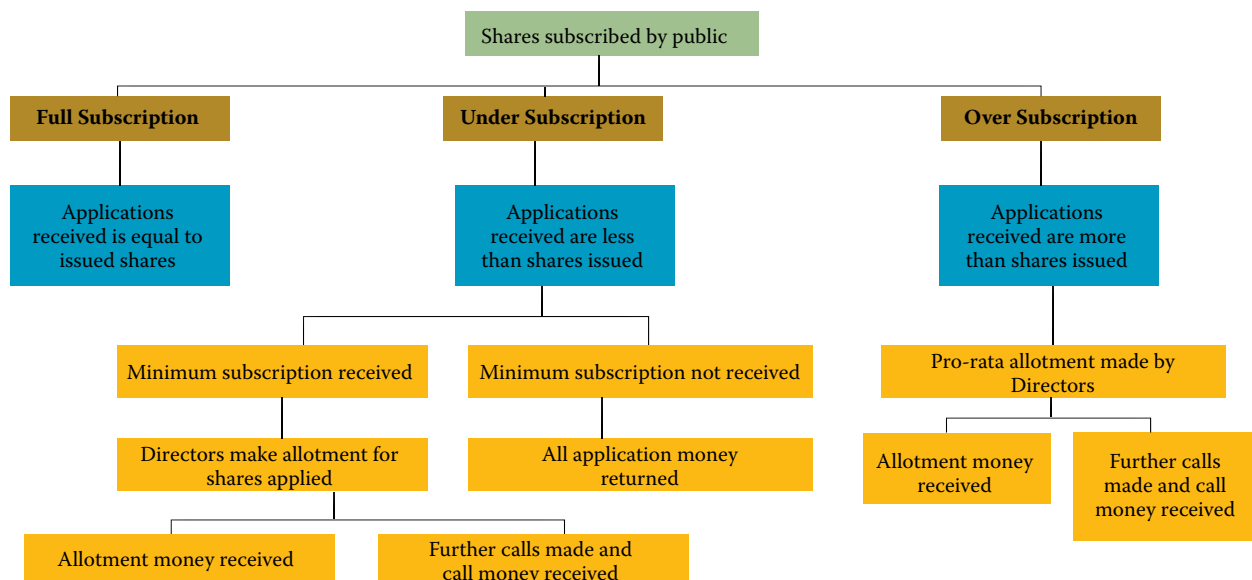 Shares subscribed by public
Full Subscription
Under Subscription
Over Subscription
Applications
received is equal to
issued shares
Applications
received are less
than shares issued
Applications
received are more
than shares issued
Minimum subscription received
Minimum subscription not received
Pro-rata allotment made by
Directors
Directors make allotment for
shares applied
All application money
returned
Allotment money
received
Further calls
made and call
money received
Allotment money received
Further calls made and
call money received